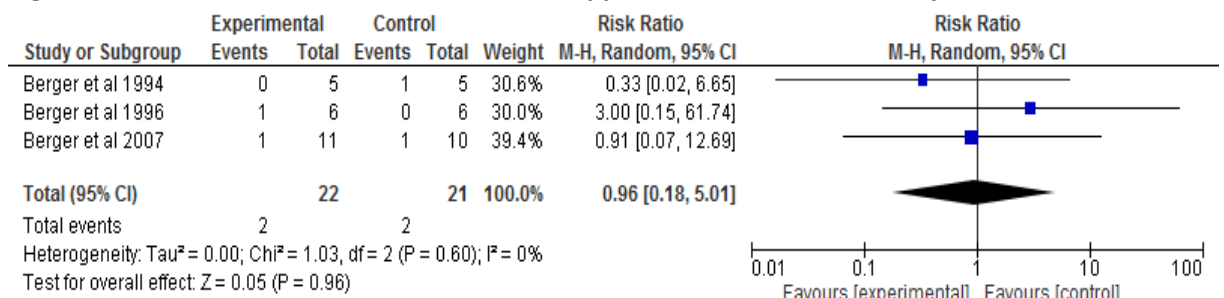 Experimental Control Risk Ratio Risk Ratio
Study or Subgroup Events Total Events Total Weight M-H, Random, 95% CI M-H, Random, 95% CI
Berger et al 1994 0 5 1 5 30.6% 0.33 [0.02, 6.65]
Berger et al 1996 1 6 0 6 30.0% 3.00 [0.15, 61.74]
Berger et al 2007 1 11 1 10 39.4% 0.91 [0.07, 12.69]
Total (95% CI) 22 21 100.0% 0.96 [0.18, 5.01]
Total events 2 2
Heterogeneity: Tau² = 0.00; Chi² = 1.03, df = 2 (P = 0.60); I² = 0%
Test for overall effect: Z = 0.05 (P = 0.96)
0.01 0.1 1 10 100
Favours [experimental] Favours [control]